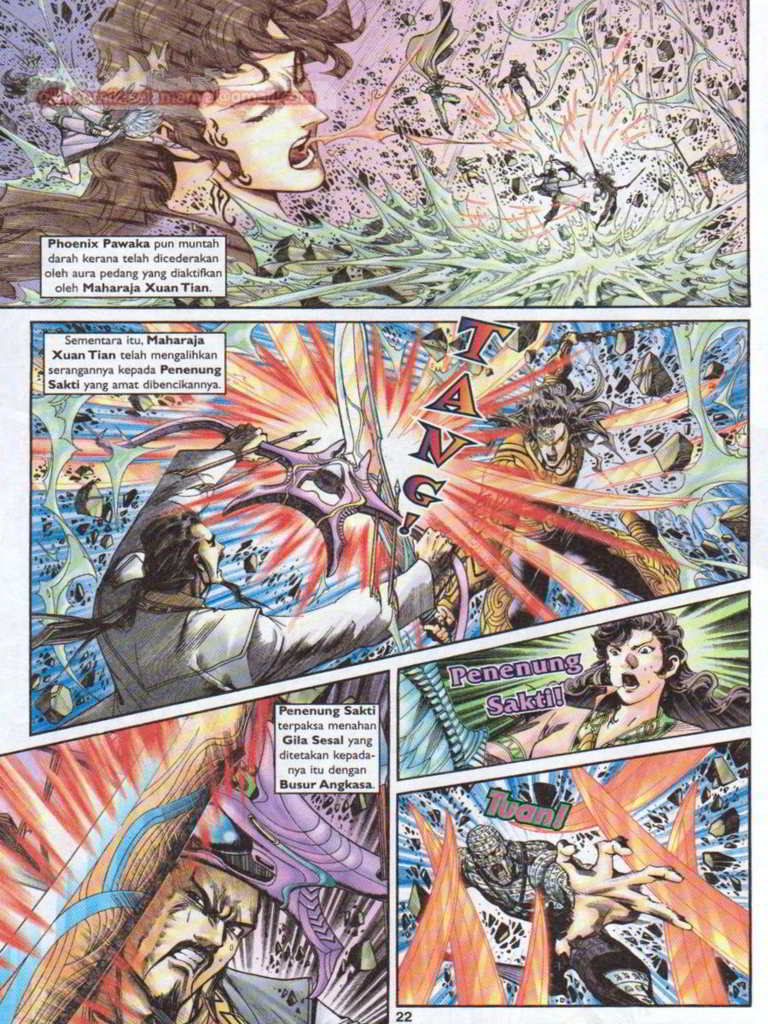 Phoenix Pawaka pun muntah
darah kerana telah dicederakan
oleh aura pedang yang diaktifkan
oleh Maharaja Xuan Tian.
Sementara itu, Maharaja
Xuan Tian telah mengalihkan
serangannya kepada Penenung
Sakti yang amat dibencikannya.
TANG!
Penenung
Sakti!
Penenung Sakti
terpaksa menahan
Gila Sesal yang
ditetakan kepada-
nya itu dengan
Busur Angkasa.
Tuan!
22